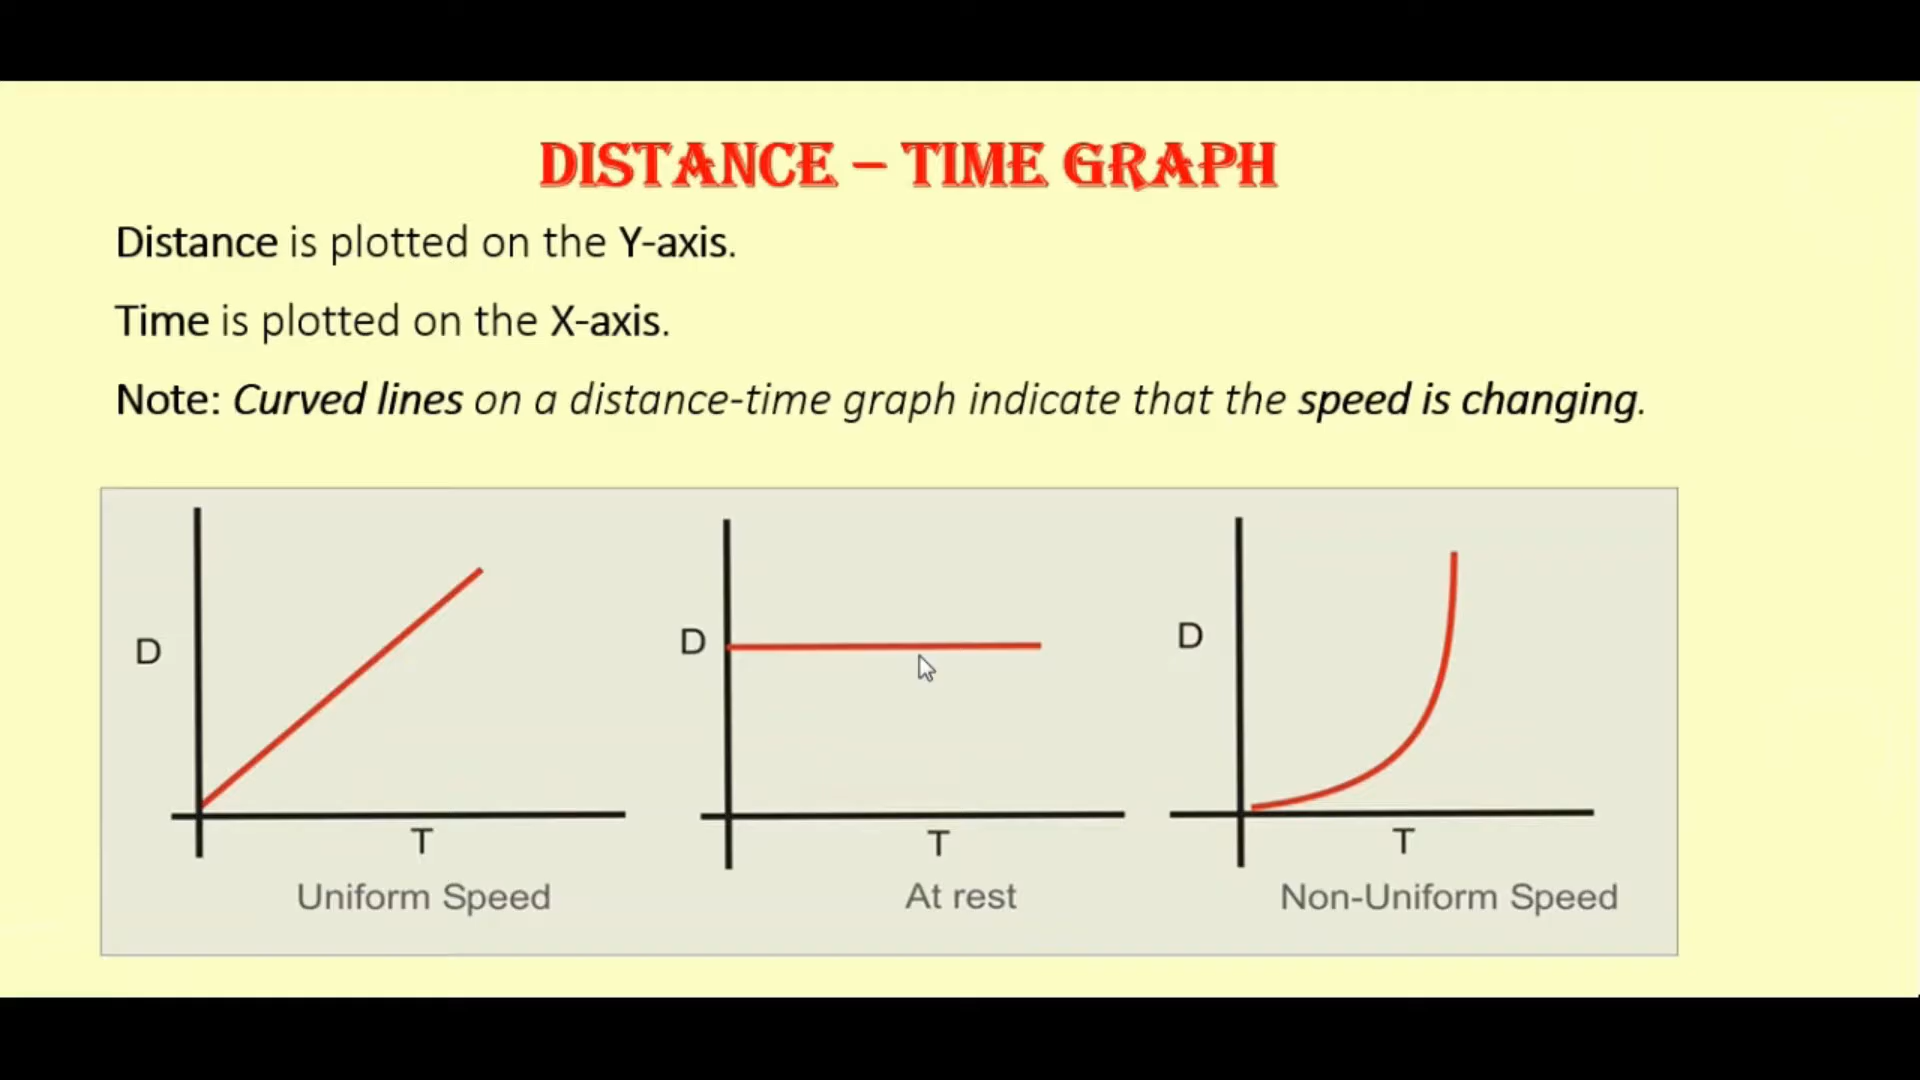 DISTANCE – TIME GRAPH
Distance is plotted on the Y-axis.
Time is plotted on the X-axis.
Note: Curved lines on a distance-time graph indicate that the speed is changing.
D
T
Uniform Speed
D
T
At rest
D
T
Non-Uniform Speed